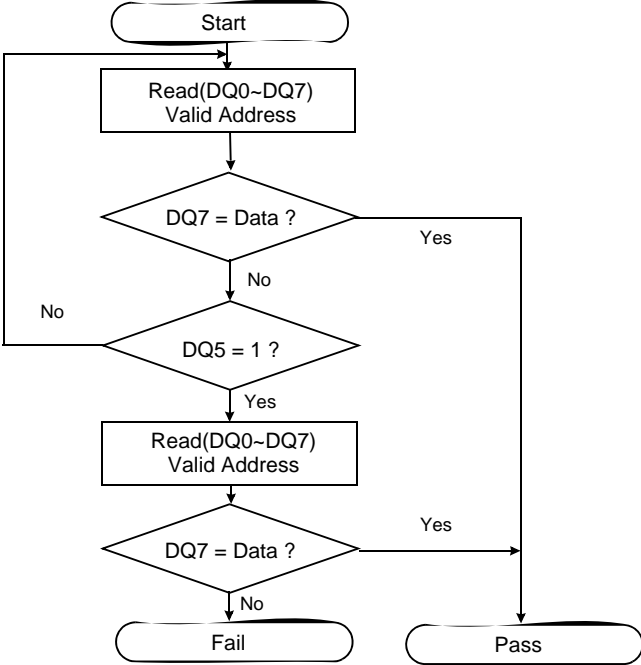 Start
Read(DQ0~DQ7)
Valid Address
DQ7 = Data ?
Yes
No
No
DQ5 = 1 ?
Yes
Read(DQ0~DQ7)
Valid Address
Yes
DQ7 = Data ?
No
Fail
Pass